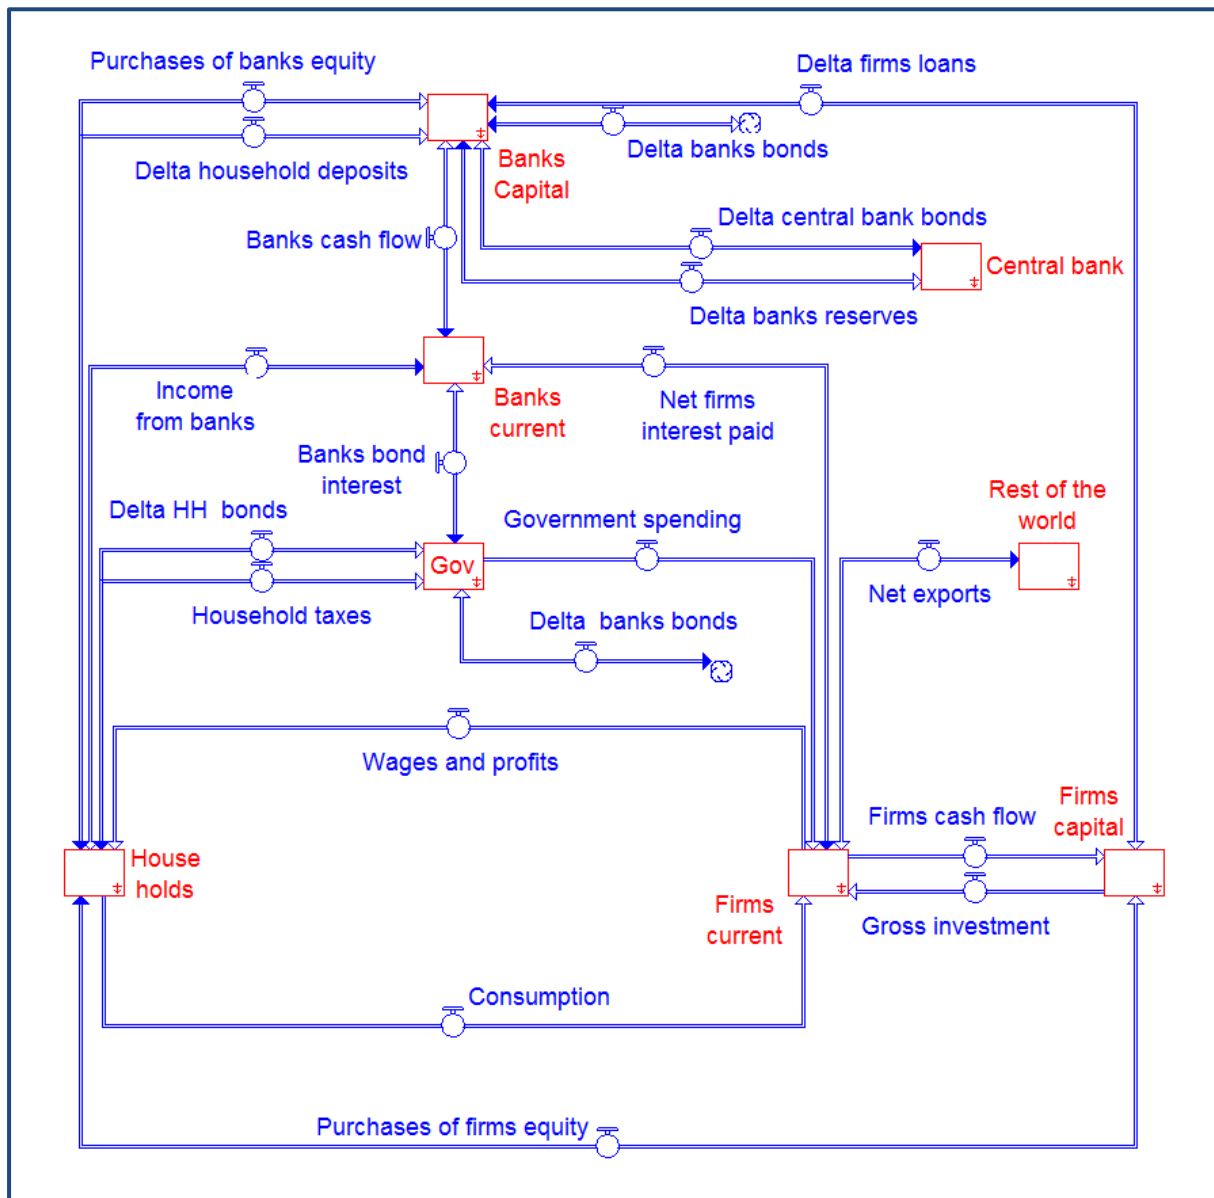 Purchases of banks equity
Delta firms loans
Delta household deposits
Banks
Capital
Delta banks bonds
Banks cash flow
Delta central bank bonds
Central bank
Delta banks reserves
Income
from banks
Banks
current
Net firms
interest paid
Banks bond
interest
Rest of the
world
Delta HH  bonds
Government spending
Gov
Net exports
Household taxes
Delta  banks bonds
Wages and profits
Firms
capital
Firms cash flow
House
holds
Firms
current
Gross investment
Consumption
Purchases of firms equity